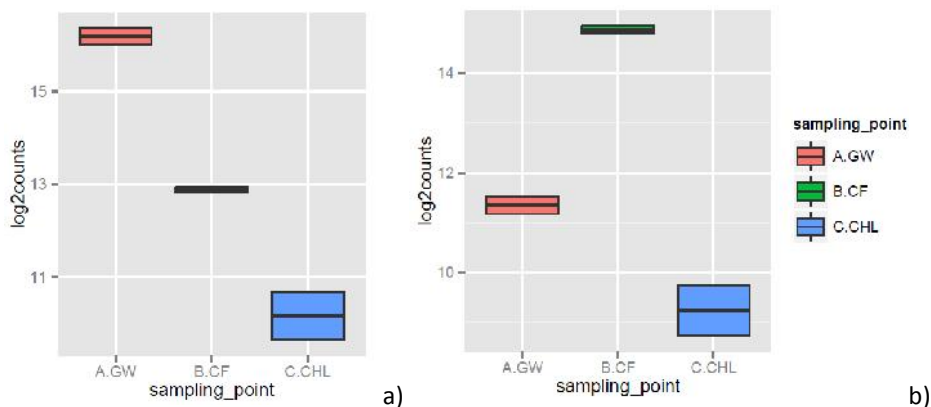 log2counts
15
13
11
A.GW
B.CF
C.CHL
sampling_point
a)
log2counts
14
12
10
A.GW
B.CF
C.CHL
sampling_point
b)
sampling_point
A.GW
B.CF
C.CHL